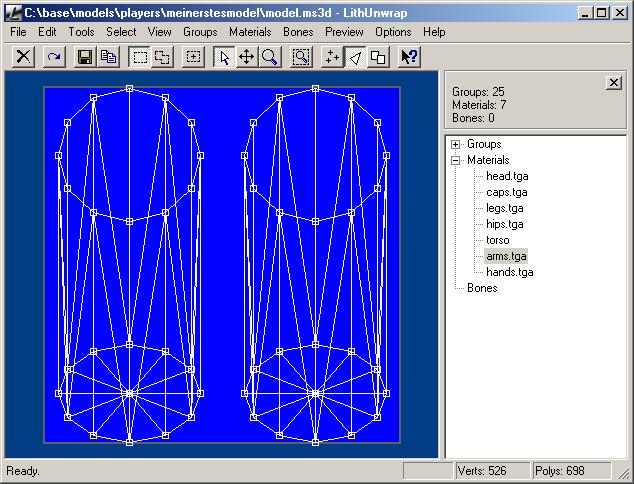 C:\base\models\players\meinerstesmodel\model.ms3d - LithUnwrap
File Edit Tools Select View Groups Materials Bones Preview Options Help
Groups: 25
Materials: 7
Bones: 0
Groups
Materials
head.tga
caps.tga
legs.tga
hips.tga
torso
arms.tga
hands.tga
Bones
Ready. Verts: 526 Polys: 698